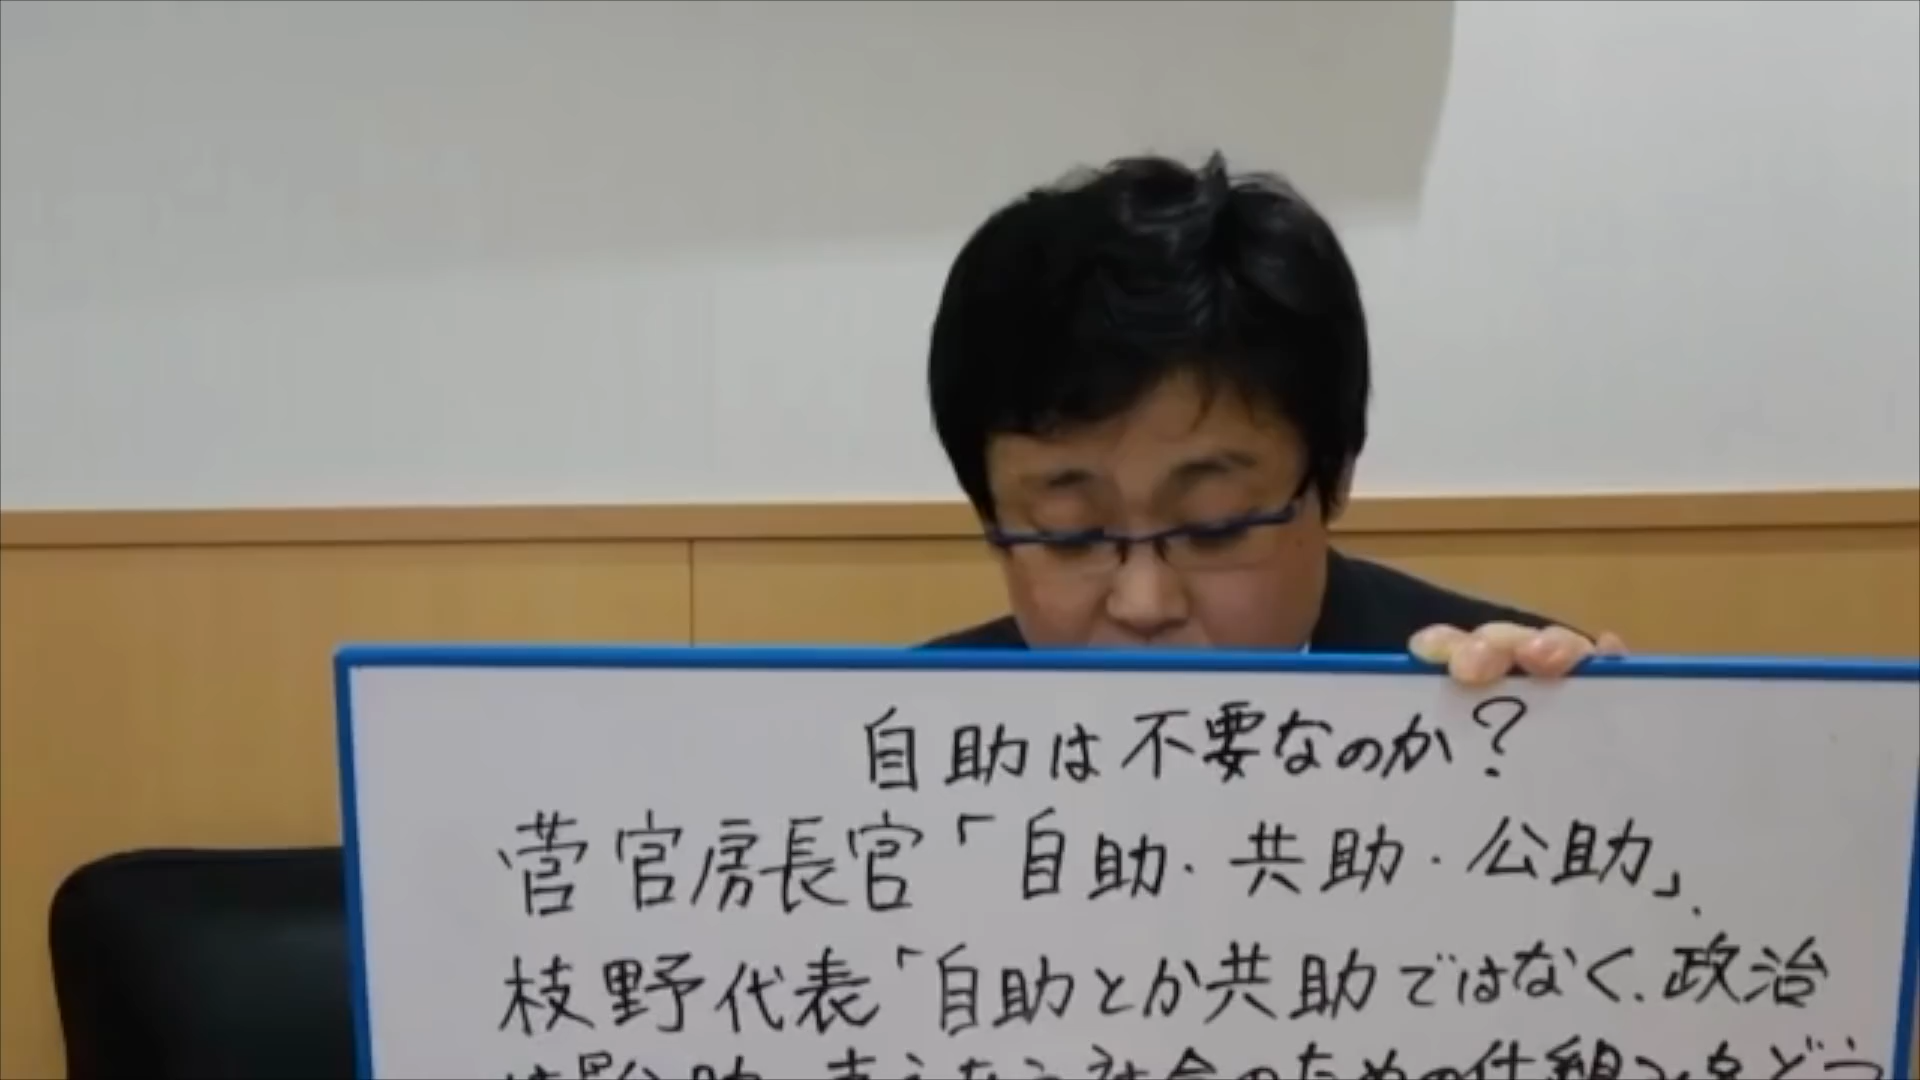 自助は不要なのか?
菅官房長官「自助・共助・公助」.
枝野代表「自助とか共助ではなく、政治